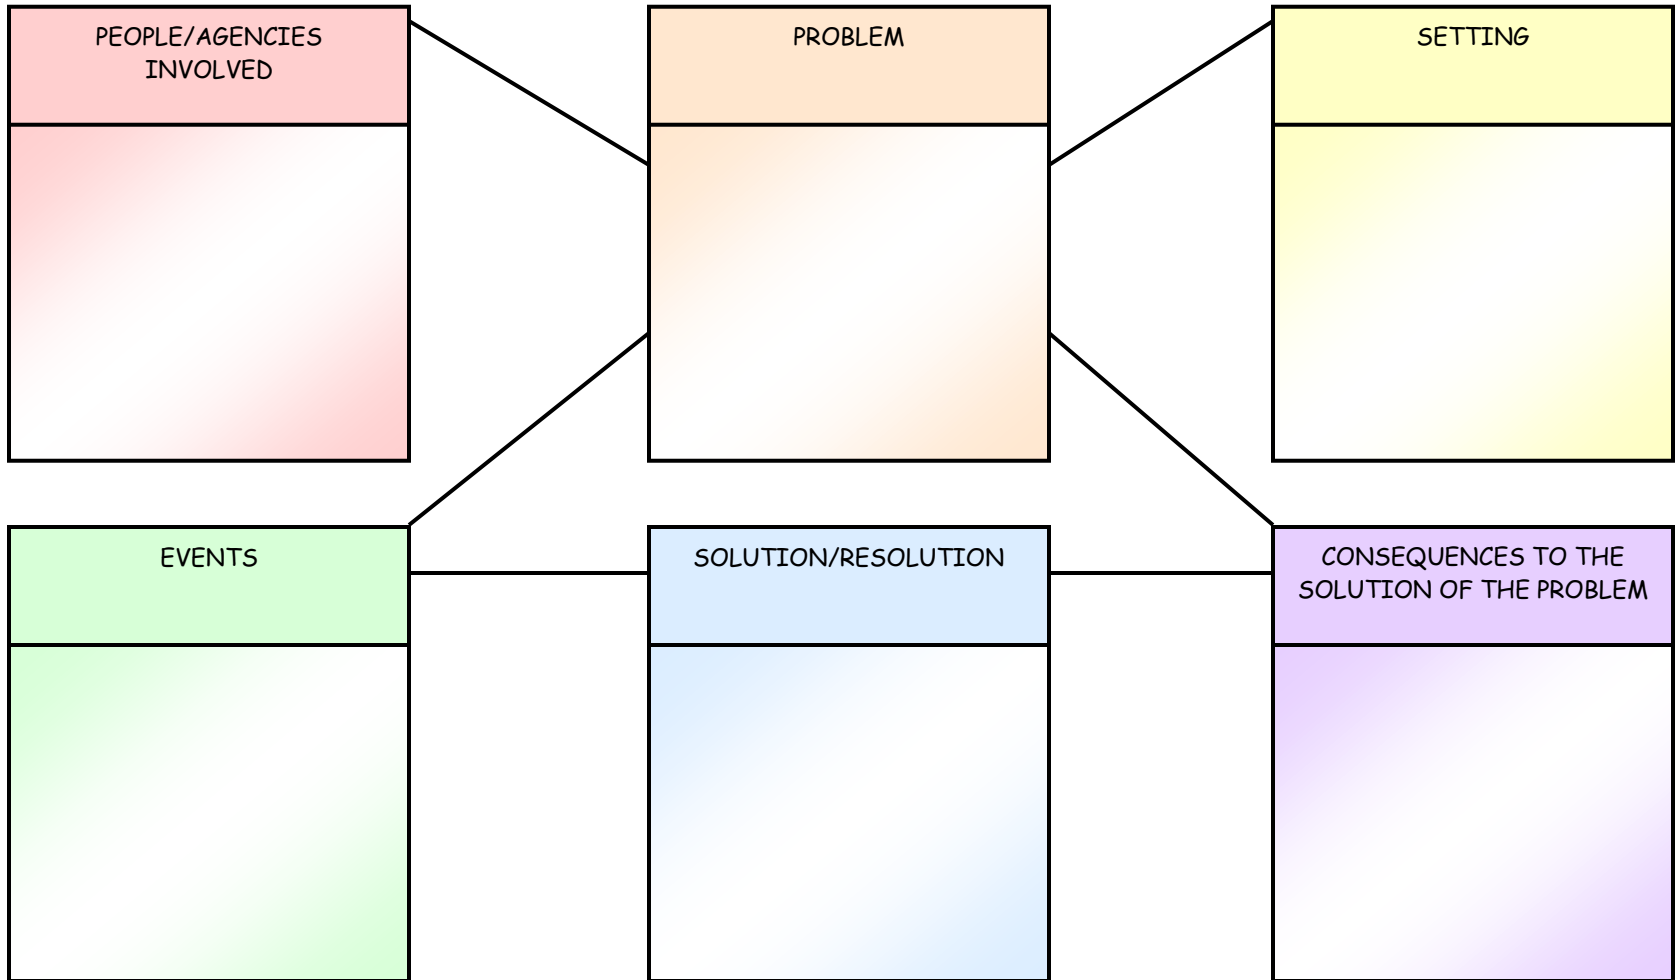 PEOPLE/AGENCIES
INVOLVED
PROBLEM
SETTING
EVENTS
SOLUTION/RESOLUTION
CONSEQUENCES TO THE
SOLUTION OF THE PROBLEM